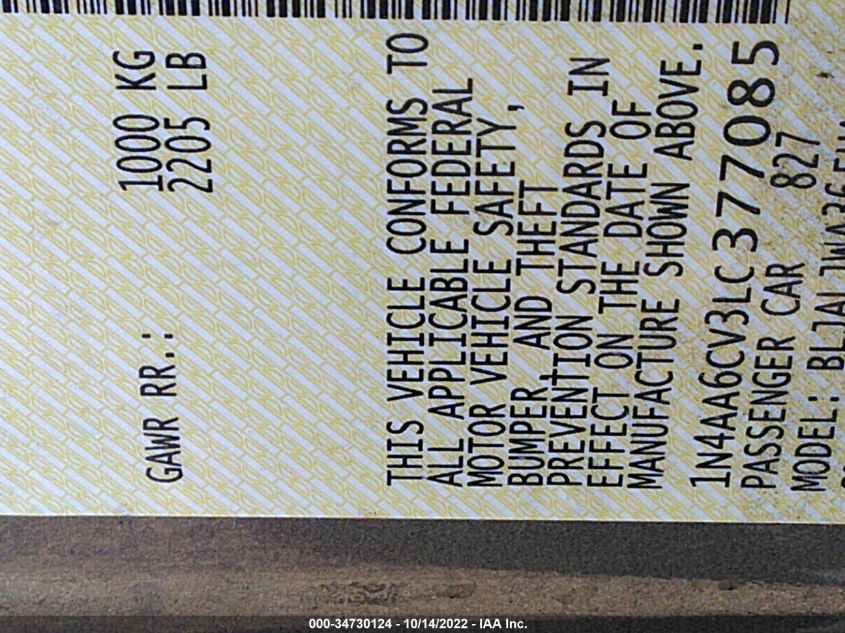 GAWR RR.: 1000 KG
2205 LB
THIS VEHICLE CONFORMS TO
ALL APPLICABLE FEDERAL
MOTOR VEHICLE SAFETY,
BUMPER, AND THEFT
PREVENTION STANDARDS IN
EFFECT ON THE DATE OF
MANUFACTURE SHOWN ABOVE.
1N4AA6CV3LC377085
PASSENGER CAR 827
MODEL:
000-34730124 - 10/14/2022 - IAA Inc.